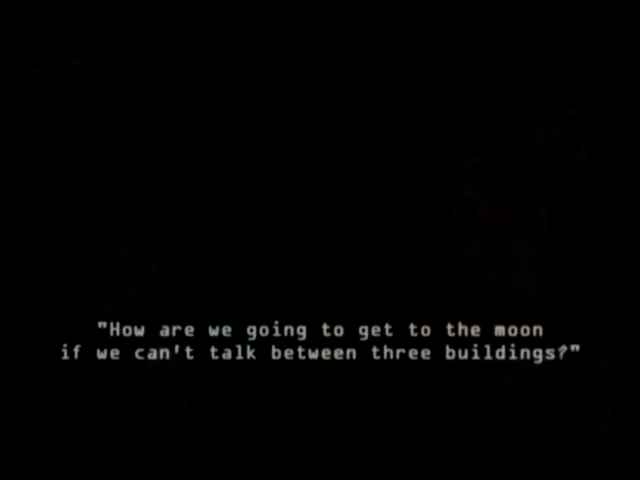 "How are we going to get to the moon
if we can't talk between three buildings?"